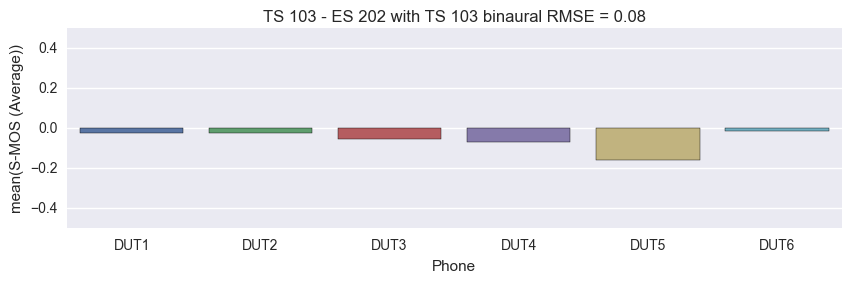 TS 103 - ES 202 with TS 103 binaural RMSE = 0.08
0.4
0.2
0.0
−0.2
−0.4
mean(S-MOS (Average))
DUT1 DUT2 DUT3 DUT4 DUT5 DUT6
Phone